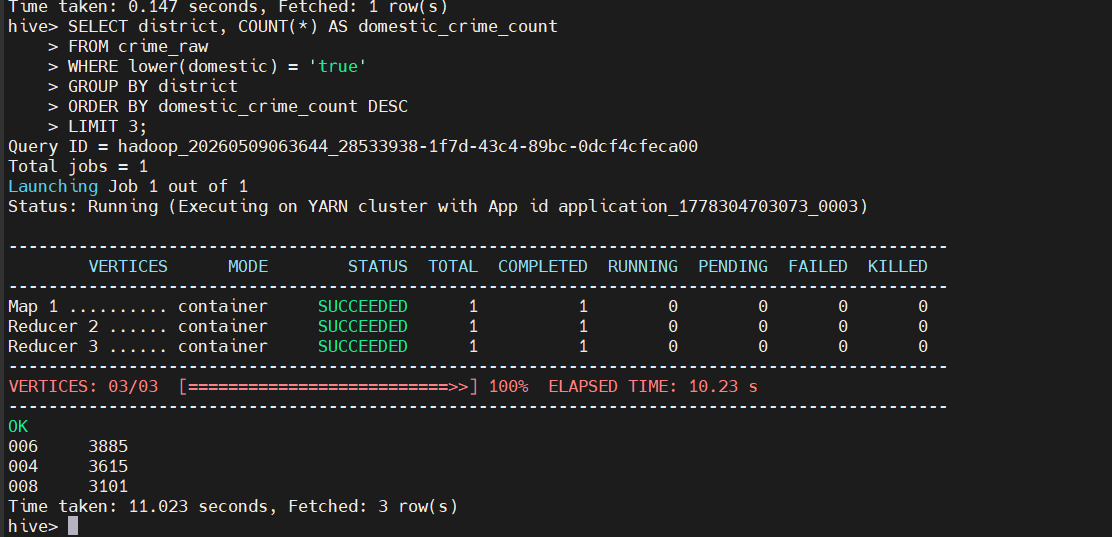 Time taken: 0.147 seconds, Fetched: 1 row(s)
hive> SELECT district, COUNT(*) AS domestic_crime_count
    > FROM crime_raw
    > WHERE lower(domestic) = 'true'
    > GROUP BY district
    > ORDER BY domestic_crime_count DESC
    > LIMIT 3;
Query ID = hadoop_20260509063644_28533938-1f7d-43c4-89bc-0dcf4cfeca00
Total jobs = 1
Launching Job 1 out of 1
Status: Running (Executing on YARN cluster with App id application_1778304703073_0003)

----------------------------------------------------------------------------------------------
        VERTICES      MODE        STATUS  TOTAL  COMPLETED  RUNNING  PENDING  FAILED  KILLED
----------------------------------------------------------------------------------------------
Map 1 .......... container     SUCCEEDED      1          1        0        0       0       0
Reducer 2 ...... container     SUCCEEDED      1          1        0        0       0       0
Reducer 3 ...... container     SUCCEEDED      1          1        0        0       0       0
----------------------------------------------------------------------------------------------
VERTICES: 03/03  [==========================>>] 100%  ELAPSED TIME: 10.23 s
----------------------------------------------------------------------------------------------
OK
006     3885
004     3615
008     3101
Time taken: 11.023 seconds, Fetched: 3 row(s)
hive>